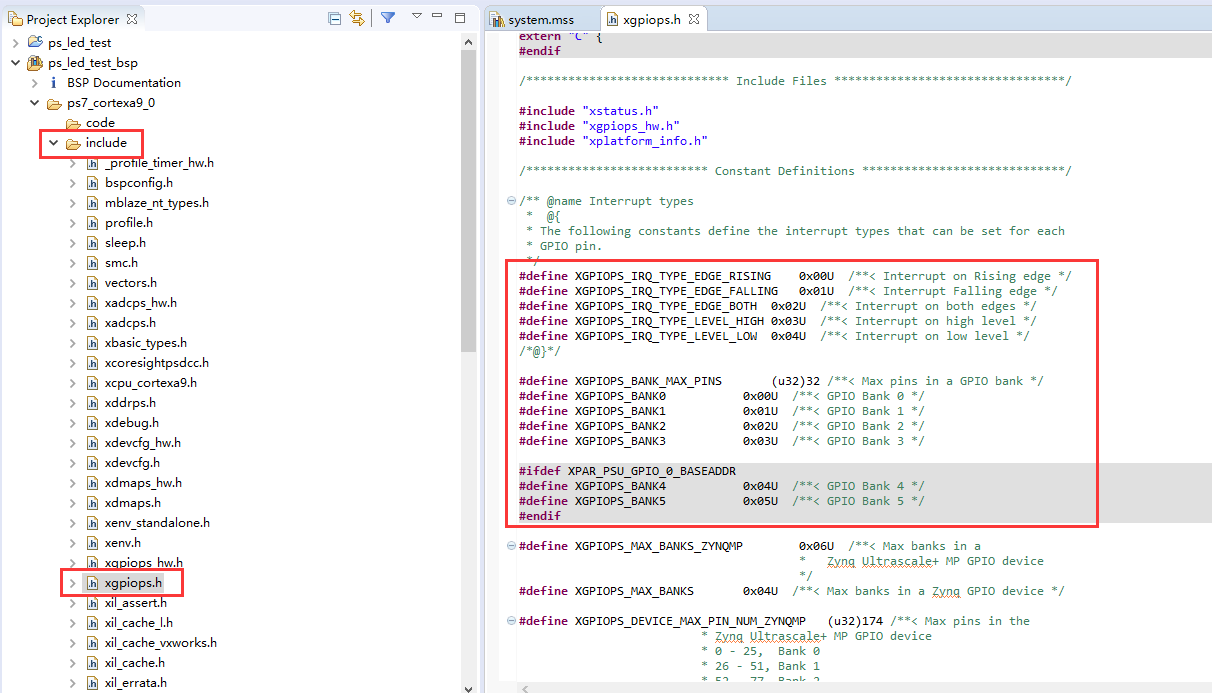 Project Explorer
ps_led_test
ps_led_test_bsp
BSP Documentation
ps7_cortexa9_0
code
include
_profile_timer_hw.h
bspconfig.h
mblaze_nt_types.h
profile.h
sleep.h
smc.h
vectors.h
xadcps_hw.h
xadcps.h
xbasic_types.h
xcoresightpsdcc.h
xcpu_cortexa9.h
xddrps.h
xdebug.h
xdevcfg_hw.h
xdevcfg.h
xdmaps_hw.h
xdmaps.h
xenv_standalone.h
xenv.h
xgpiops_hw.h
xgpiops.h
xil_assert.h
xil_cache_l.h
xil_cache_vxworks.h
xil_cache.h
xil_errata.h
system.mss
xgpiops.h
extern "C" {
#endif
/***************************** Include Files *********************************/
#include "xstatus.h"
#include "xgpiops_hw.h"
#include "xplatform_info.h"
/************************** Constant Definitions *****************************/
/** @name Interrupt types
 *  @{
 * The following constants define the interrupt types that can be set for each
 * GPIO pin.
 */
#define XGPIOPS_IRQ_TYPE_EDGE_RISING    0x00U  /**< Interrupt on Rising edge */
#define XGPIOPS_IRQ_TYPE_EDGE_FALLING   0x01U  /**< Interrupt Falling edge */
#define XGPIOPS_IRQ_TYPE_EDGE_BOTH  0x02U  /**< Interrupt on both edges */
#define XGPIOPS_IRQ_TYPE_LEVEL_HIGH 0x03U  /**< Interrupt on high level */
#define XGPIOPS_IRQ_TYPE_LEVEL_LOW  0x04U  /**< Interrupt on low level */
/*@}*/
#define XGPIOPS_BANK_MAX_PINS       (u32)32 /**< Max pins in a GPIO bank */
#define XGPIOPS_BANK0           0x00U  /**< GPIO Bank 0 */
#define XGPIOPS_BANK1           0x01U  /**< GPIO Bank 1 */
#define XGPIOPS_BANK2           0x02U  /**< GPIO Bank 2 */
#define XGPIOPS_BANK3           0x03U  /**< GPIO Bank 3 */
#ifdef XPAR_PSU_GPIO_0_BASEADDR
#define XGPIOPS_BANK4           0x04U  /**< GPIO Bank 4 */
#define XGPIOPS_BANK5           0x05U  /**< GPIO Bank 5 */
#endif
#define XGPIOPS_MAX_BANKS_ZYNQMP        0x06U  /**< Max banks in a
 *   Zynq Ultrascale+ MP GPIO device
 */
#define XGPIOPS_MAX_BANKS       0x04U  /**< Max banks in a Zynq GPIO device */
#define XGPIOPS_DEVICE_MAX_PIN_NUM_ZYNQMP   (u32)174 /**< Max pins in the
 * Zynq Ultrascale+ MP GPIO device
 * 0 - 25,  Bank 0
 * 26 - 51, Bank 1
 * 52 - 77, Bank 2